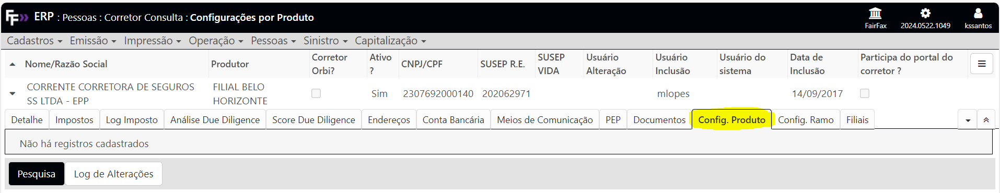 FF» ERP : Pessoas : Corretor Consulta : Configurações por Produto
FairFax 2024.0522.1049 kssantos
Cadastros Emissão Impressão Operação Pessoas Sinistro Capitalização
Nome/Razão Social Produtor Corretor Orbi? Ativo ? CNPJ/CPF SUSEP R.E. SUSEP VIDA Usuário Alteração Usuário Inclusão Usuário do sistema Data de Inclusão Participa do portal do corretor ?
CORRENTE CORRETORA DE SEGUROS SS LTDA - EPP FILIAL BELO HORIZONTE Sim 2307692000140 202062971 mlopes 14/09/2017
Detalhe Impostos Log Imposto Análise Due Diligence Score Due Diligence Endereços Conta Bancária Meios de Comunicação PEP Documentos Config. Produto Config. Ramo Filiais
Não há registros cadastrados
Pesquisa Log de Alterações